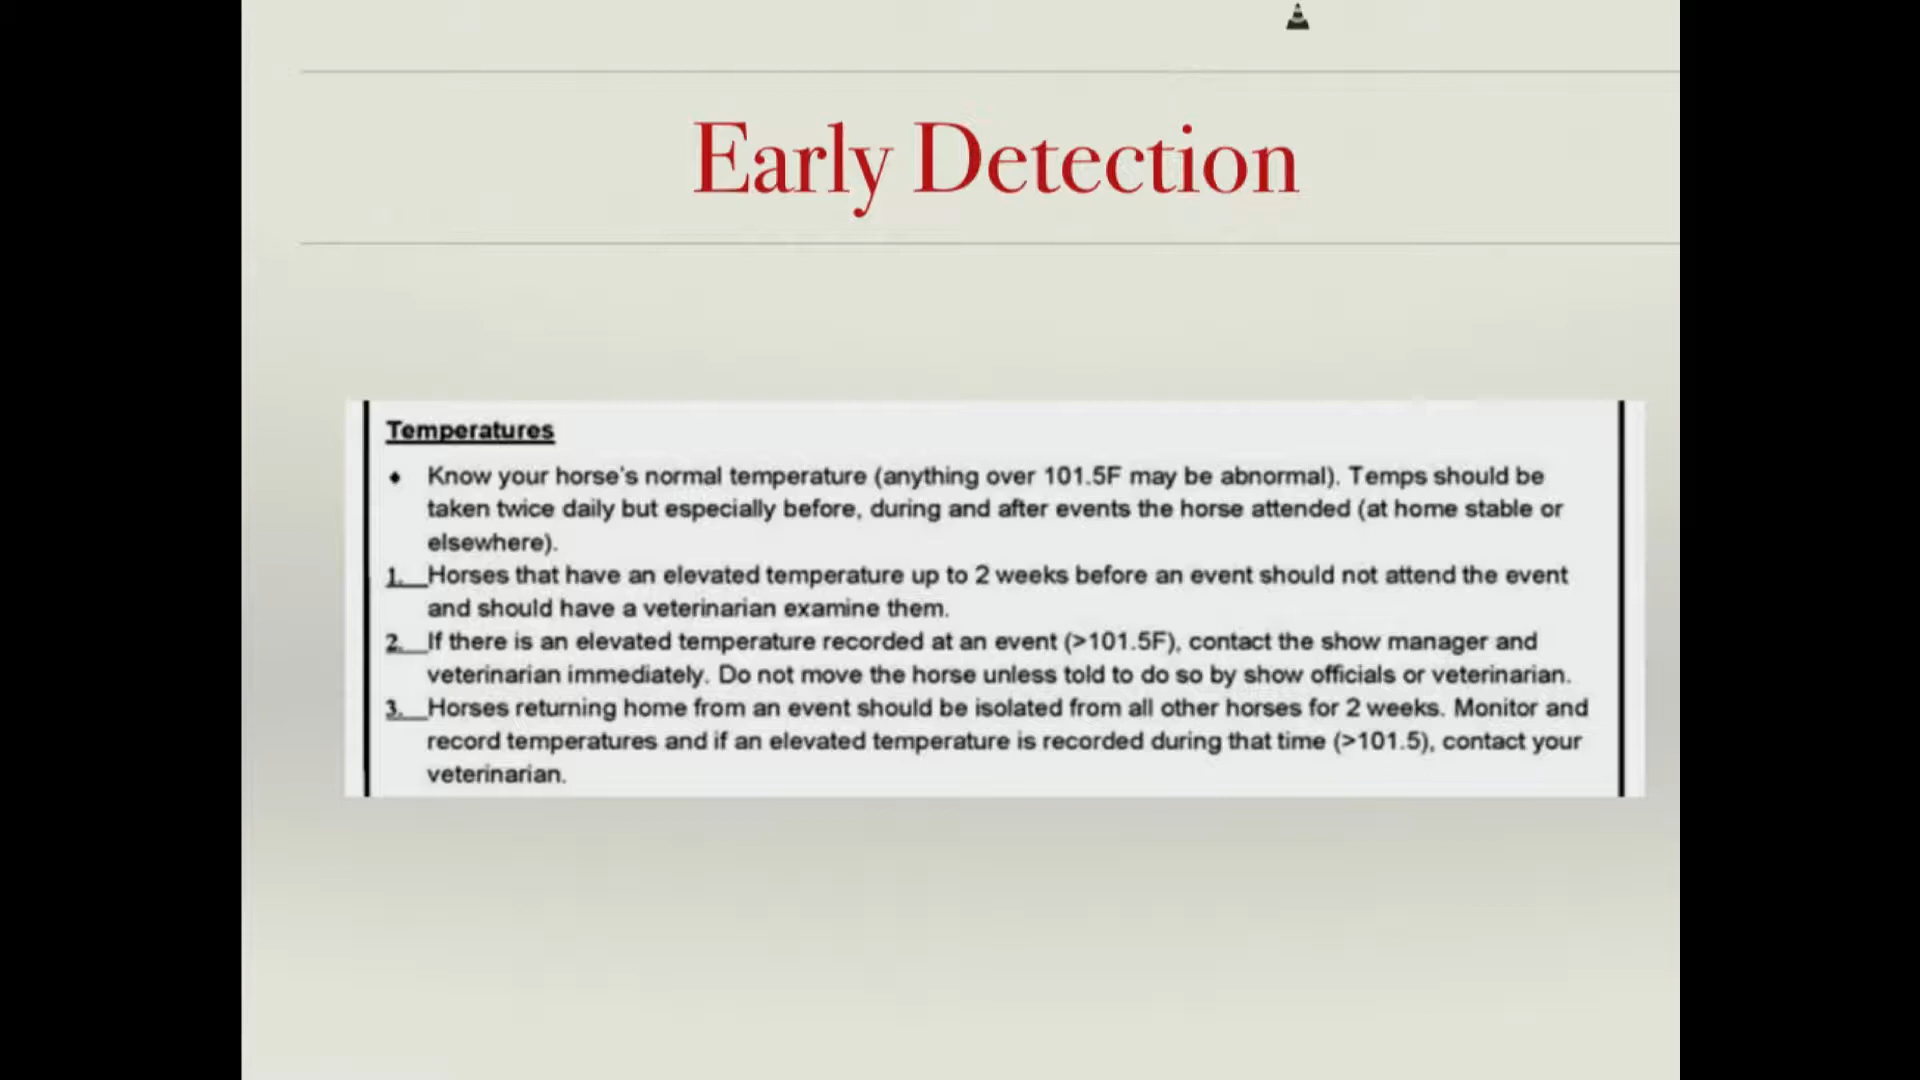 Early Detection
Temperatures
• Know your horse's normal temperature (anything over 101.5F may be abnormal). Temps should be
taken twice daily but especially before, during and after events the horse attended (at home stable or
elsewhere).
1. Horses that have an elevated temperature up to 2 weeks before an event should not attend the event
and should have a veterinarian examine them.
2. If there is an elevated temperature recorded at an event (>101.5F), contact the show manager and
veterinarian immediately. Do not move the horse unless told to do so by show officials or veterinarian.
3. Horses returning home from an event should be isolated from all other horses for 2 weeks. Monitor and
record temperatures and if an elevated temperature is recorded during that time (>101.5), contact your
veterinarian.